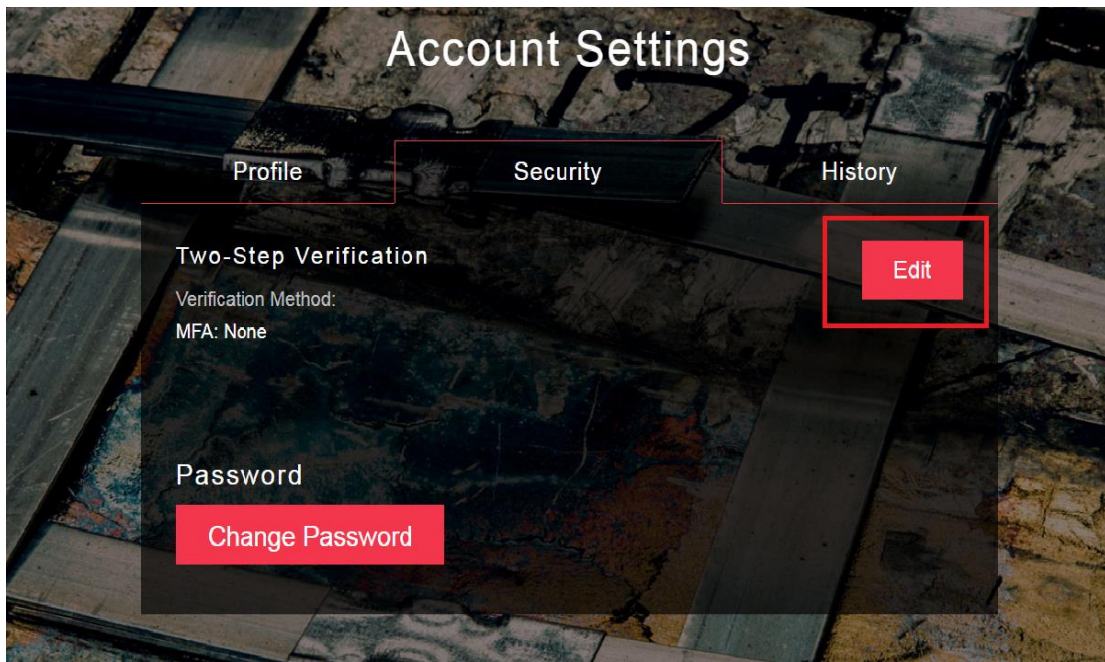 Account Settings
Profile
Security
History
Two-Step Verification
Edit
Verification Method:
MFA: None
Password
Change Password